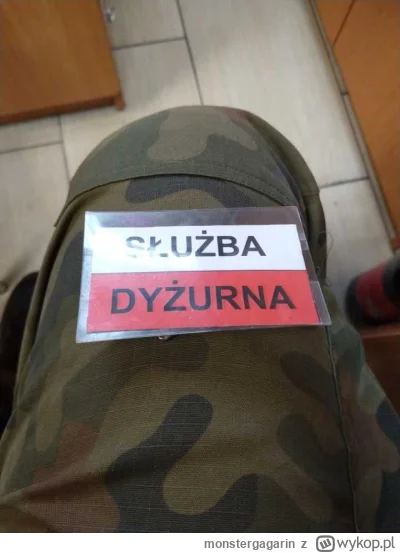 SŁUŻBA
DYŻURNA
monstergagarin z wykop.pl